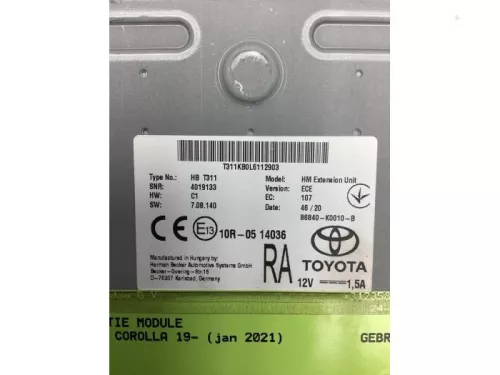 T311KB0L6112903
Type No.: HB T311
SNR: 4019133
HW: C1
SW: 7.08.140
Model: HM Extension Unit
Version: ECE
EC: 107
Date: 46 / 20
86840-K0010-B
CE E13 10R-05 14036
Manufactured in Hungary by:
Harman Becker Automotive Systems GmbH
Becker-Goering-Str.16
D-76307 Karlsbad, Germany
RA
TOYOTA
12V 1,5A
TIE MODULE
COROLLA 19- (jan 2021)
GEBR